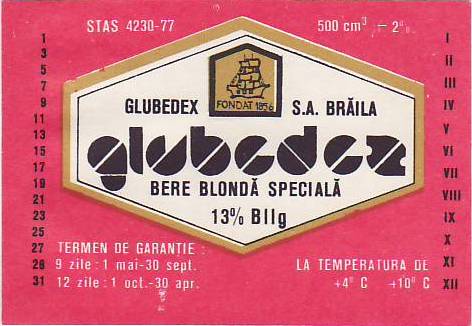 STAS 4230-77
500 cm³ ÷ 2°
FONDAT 1856
GLUBEDEX S.A. BRĂILA
glubedex
BERE BLONDĂ SPECIALĂ
13% Bllg
TERMEN DE GARANȚIE :
9 zile : 1 mai-30 sept.
12 zile : 1 oct.-30 apr.
LA TEMPERATURA DE
+4° C +10° C
1
3
5
7
9
11
13
15
17
19
21
23
25
27
26
31
I
II
III
IV
V
VI
VII
VIII
IX
X
XI
XII